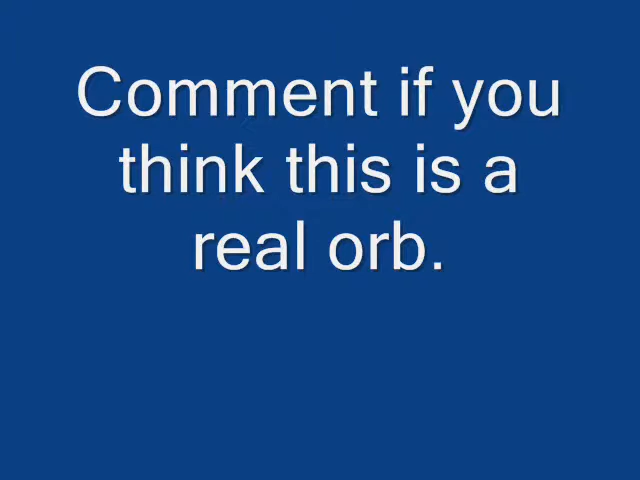 Comment if you
think this is a
real orb.